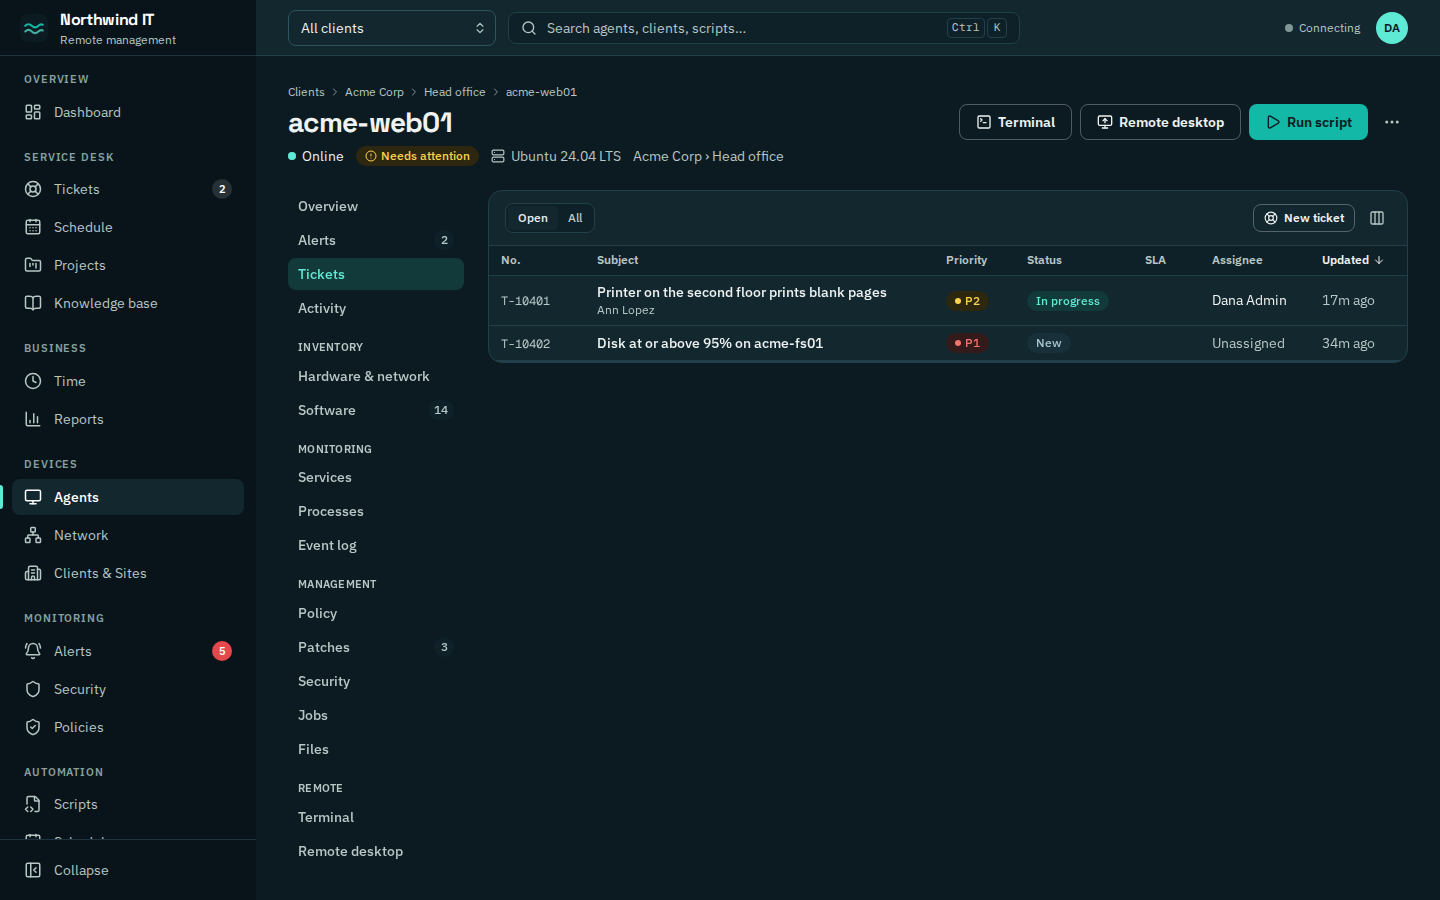 Northwind IT
Remote management
All clients
Search agents, clients, scripts...
Ctrl K
Connecting
DA
OVERVIEW
Dashboard
SERVICE DESK
Tickets 2
Schedule
Projects
Knowledge base
BUSINESS
Time
Reports
DEVICES
Agents
Network
Clients & Sites
MONITORING
Alerts 5
Security
Policies
AUTOMATION
Scripts
Collapse
Clients > Acme Corp > Head office > acme-web01
acme-web01
Terminal
Remote desktop
Run script
Online
Needs attention
Ubuntu 24.04 LTS
Acme Corp › Head office
Overview
Alerts 2
Tickets
Activity
INVENTORY
Hardware & network
Software 14
MONITORING
Services
Processes
Event log
MANAGEMENT
Policy
Patches 3
Security
Jobs
Files
REMOTE
Terminal
Remote desktop
Open All
New ticket
No. Subject Priority Status SLA Assignee Updated ↓
T-10401 Printer on the second floor prints blank pages P2 In progress Dana Admin 17m ago
Ann Lopez
T-10402 Disk at or above 95% on acme-fs01 P1 New Unassigned 34m ago